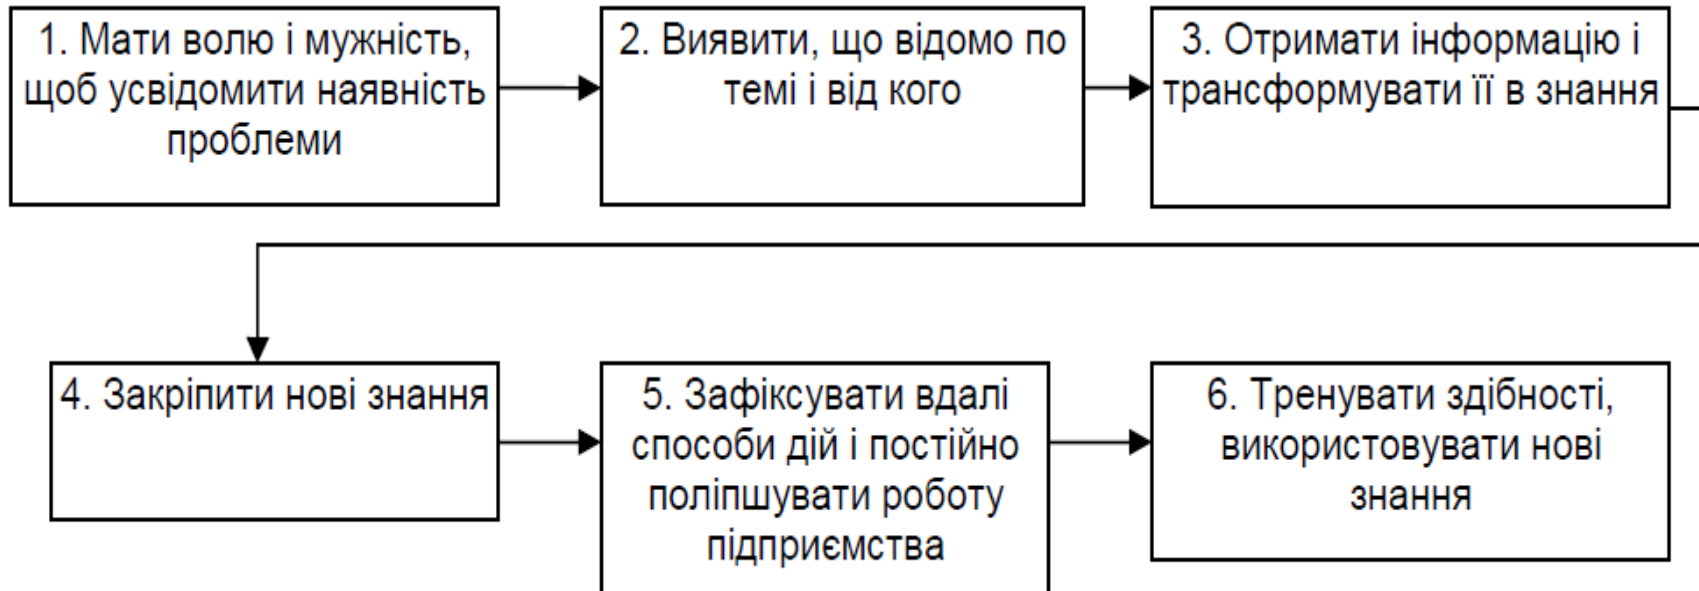 1. Мати волю і мужність,
щоб усвідомити наявність
проблеми
2. Виявити, що відомо по
темі і від кого
3. Отримати інформацію і
трансформувати її в знання
4. Закріпити нові знання
5. Зафіксувати вдалі
способи дій і постійно
поліпшувати роботу
підприємства
6. Тренувати здібності,
використовувати нові
знання